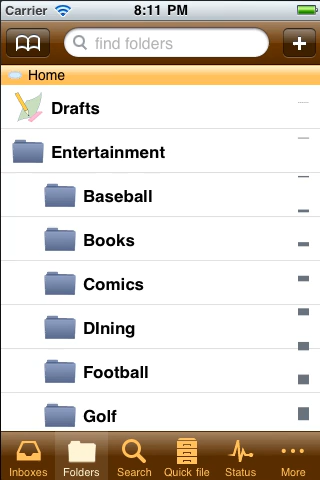 Carrier 8:11 PM
find folders
Home
Drafts
Entertainment
Baseball
Books
Comics
DIning
Football
Golf
Inboxes Folders Search Quick file Status More